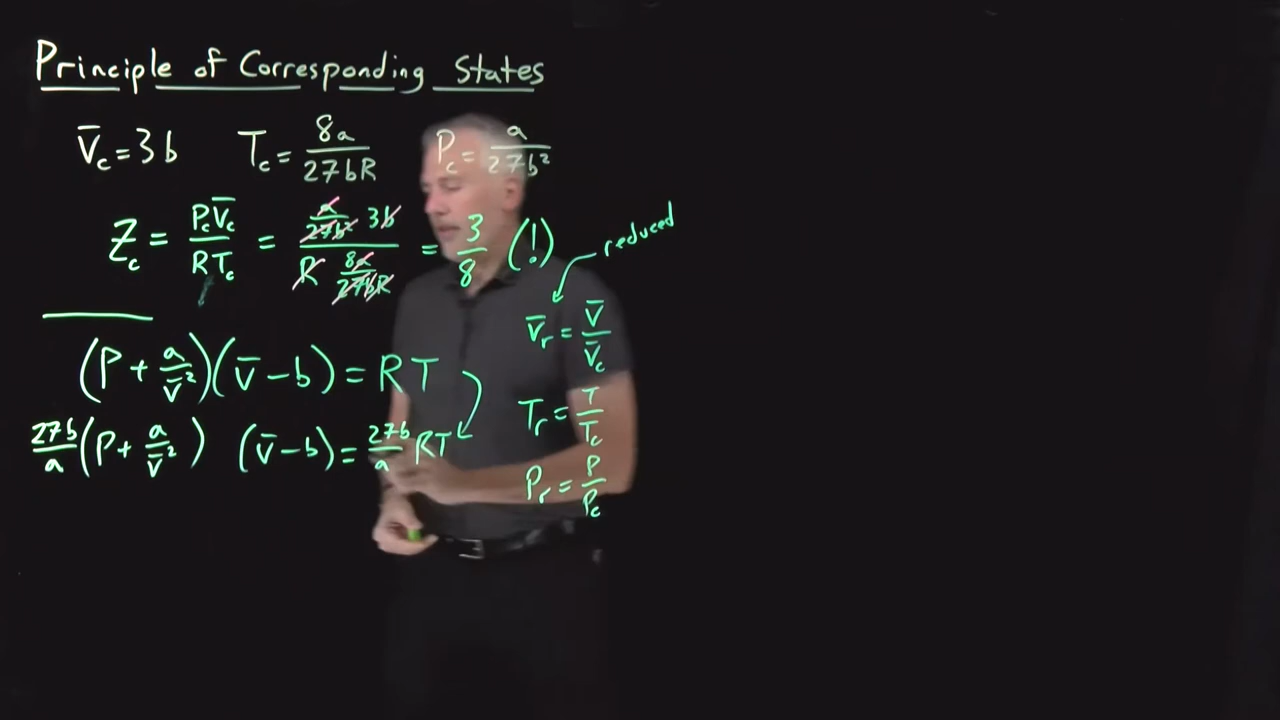 Principle of Corresponding States
V̄c = 3b    Tc = 8a/27bR    Pc = a/27b²
Zc = PcV̄c/RTc = (a/27b² 3b)/(R 8a/27bR) = 3/8 (!)
reduced
V̄r = V̄/V̄c
(P + a/V̄²)(V̄ − b) = RT
Tr = T/Tc
27b/a (P + a/V̄²) (V̄ − b) = 27b/a RT
Pr = P/Pc